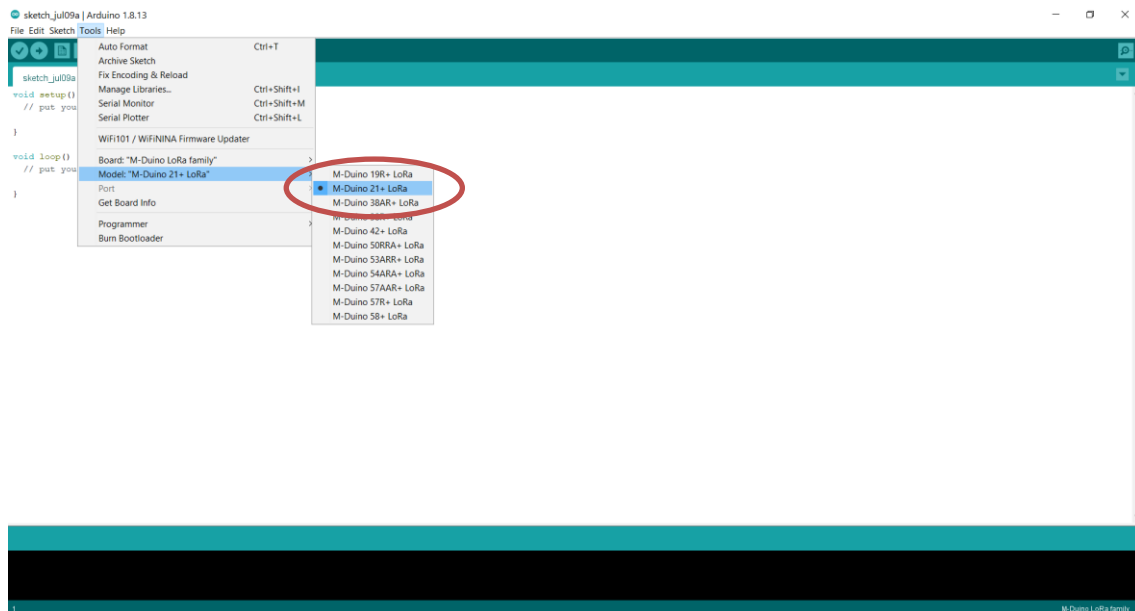 sketch_jul09a | Arduino 1.8.13
File Edit Sketch Tools Help
sketch_jul09a
void setup()
// put you
}
void loop()
// put you
}
Auto Format Ctrl+T
Archive Sketch
Fix Encoding & Reload
Manage Libraries... Ctrl+Shift+I
Serial Monitor Ctrl+Shift+M
Serial Plotter Ctrl+Shift+L
WiFi101 / WiFiNINA Firmware Updater
Board: "M-Duino LoRa family"
Model: "M-Duino 21+ LoRa"
Port
Get Board Info
Programmer
Burn Bootloader
M-Duino 19R+ LoRa
M-Duino 21+ LoRa
M-Duino 38AR+ LoRa
M-Duino LoRa
M-Duino 42+ LoRa
M-Duino 50RRA+ LoRa
M-Duino 53ARR+ LoRa
M-Duino 54ARA+ LoRa
M-Duino 57AAR+ LoRa
M-Duino 57R+ LoRa
M-Duino 58+ LoRa
1
M-Duino LoRa family